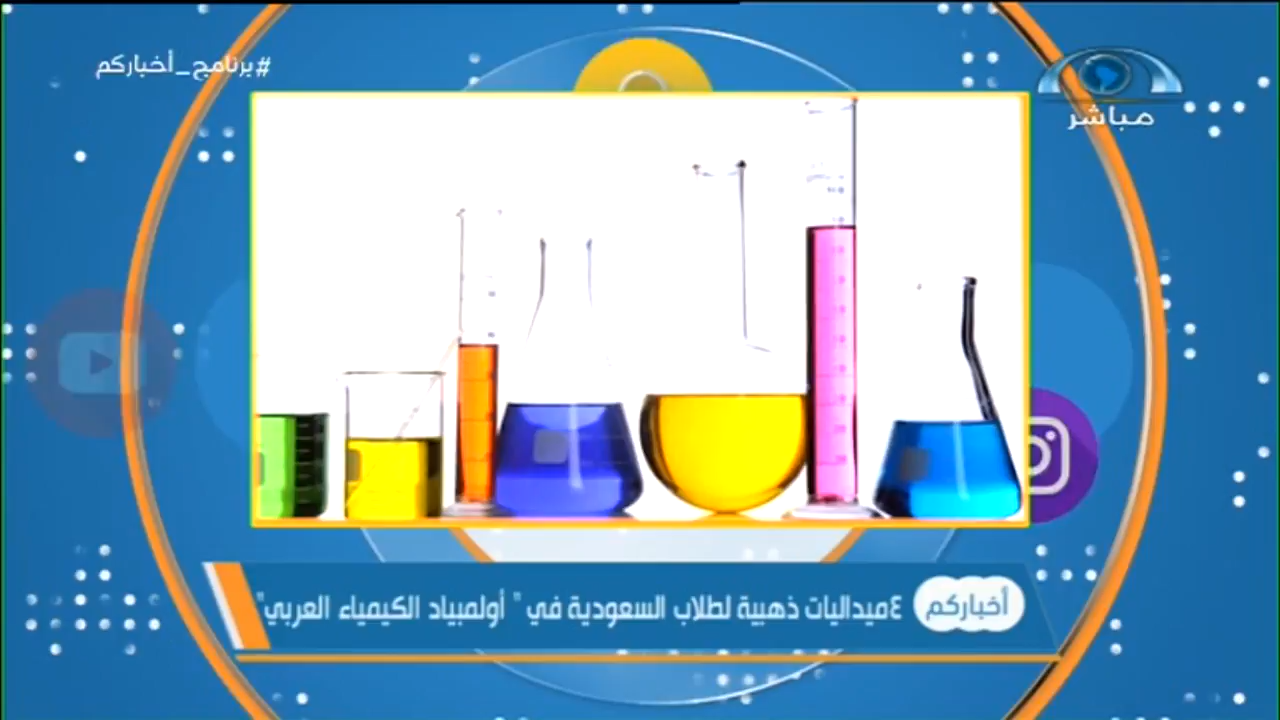 #برنامج_أخباركم
مباشر
أخباركم
٤ميداليات ذهبية لطلاب السعودية في " أولمبياد الكيمياء العربي"